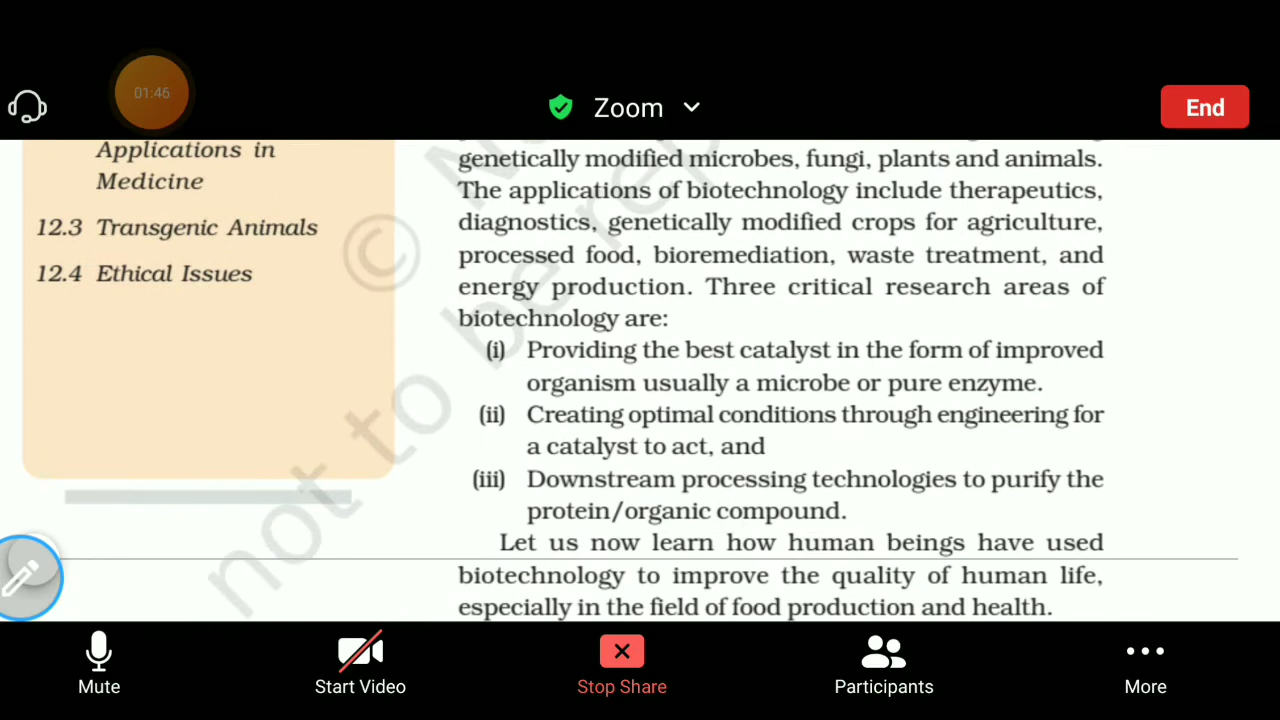 01:46
Zoom
End
Applications in
Medicine
12.3 Transgenic Animals
12.4 Ethical Issues
genetically modified microbes, fungi, plants and animals.
The applications of biotechnology include therapeutics,
diagnostics, genetically modified crops for agriculture,
processed food, bioremediation, waste treatment, and
energy production. Three critical research areas of
biotechnology are:
(i) Providing the best catalyst in the form of improved
organism usually a microbe or pure enzyme.
(ii) Creating optimal conditions through engineering for
a catalyst to act, and
(iii) Downstream processing technologies to purify the
protein/organic compound.
Let us now learn how human beings have used
biotechnology to improve the quality of human life,
especially in the field of food production and health.
©
not to be rep
Mute
Start Video
Stop Share
Participants
More